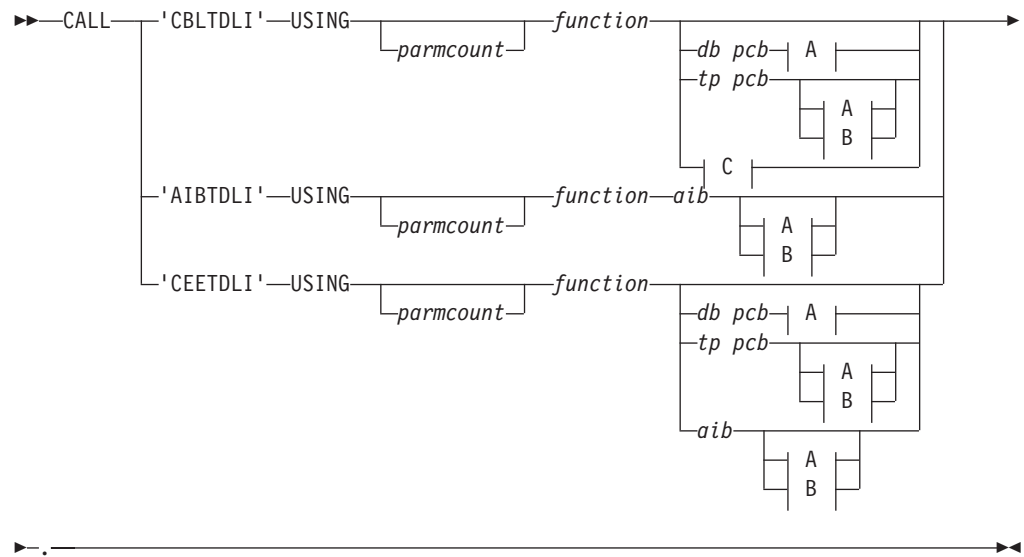 CALL 'CBLTDLI' USING parmcount function
db pcb A
tp pcb A
B
C
'AIBTDLI' USING parmcount function aib
A
B
'CEETDLI' USING parmcount function
db pcb A
tp pcb A
B
aib A
B
.